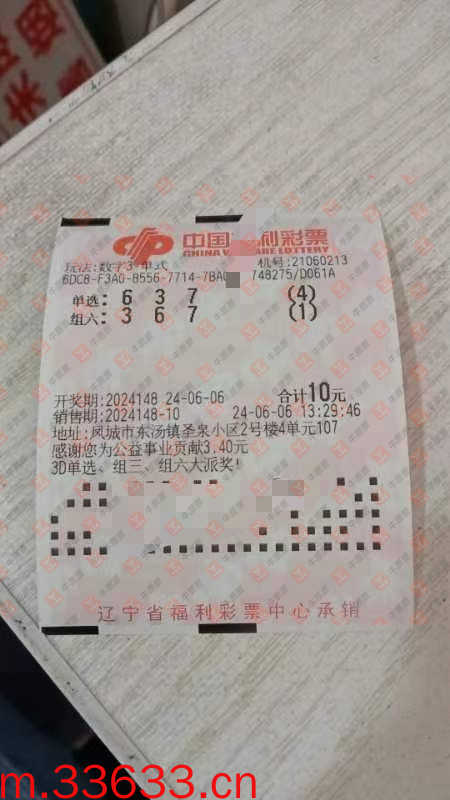 中国 利彩票
CHINA WELFARE LOTTERY
玩法:数字3-单式 机号:21060213
6DC8-F3A0-8556-7714-7BA 748275/D061A
单选: 6 3 7 (4)
组六: 3 6 7 (1)
开奖期:2024148 24-06-06 合计10元
销售期:2024148-10 24-06-06 13:29:46
地址:凤城市东汤镇圣泉小区2号楼4单元107
感谢您为公益事业贡献3.40元
3D单选、组三、组六大派奖!
辽宁省福利彩票中心承销
m.33633.cn